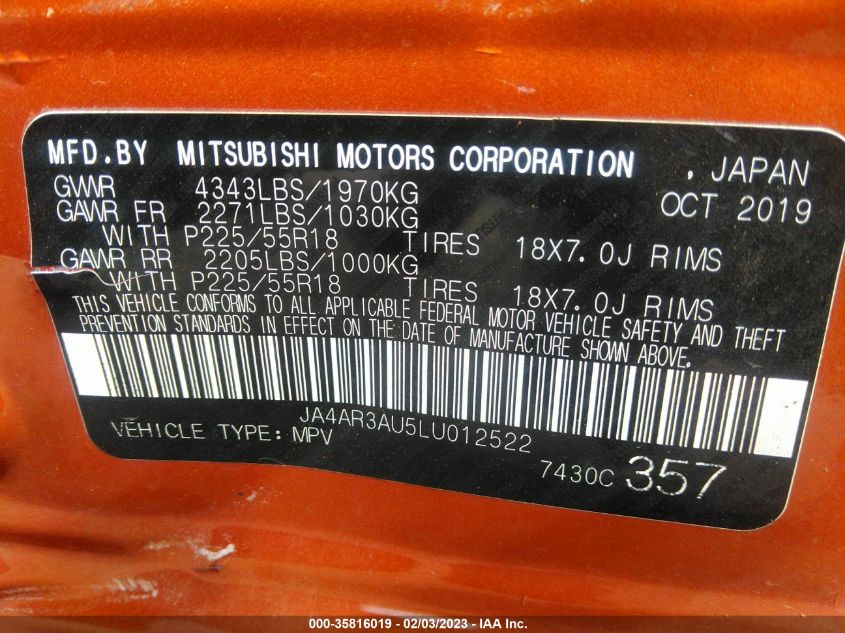 MFD.BY MITSUBISHI MOTORS CORPORATION , JAPAN
GVWR 4343LBS/1970KG OCT 2019
GAWR FR 2271LBS/1030KG
WITH P225/55R18 TIRES 18X7.0J RIMS
GAWR RR 2205LBS/1000KG
WITH P225/55R18 TIRES 18X7.0J RIMS
THIS VEHICLE CONFORMS TO ALL APPLICABLE FEDERAL MOTOR VEHICLE SAFETY AND THEFT
PREVENTION STANDARDS IN EFFECT ON THE DATE OF MANUFACTURE SHOWN ABOVE.
JA4AR3AU5LU012522
VEHICLE TYPE: MPV
7430C 357
000-35816019 - 02/03/2023 - IAA Inc.